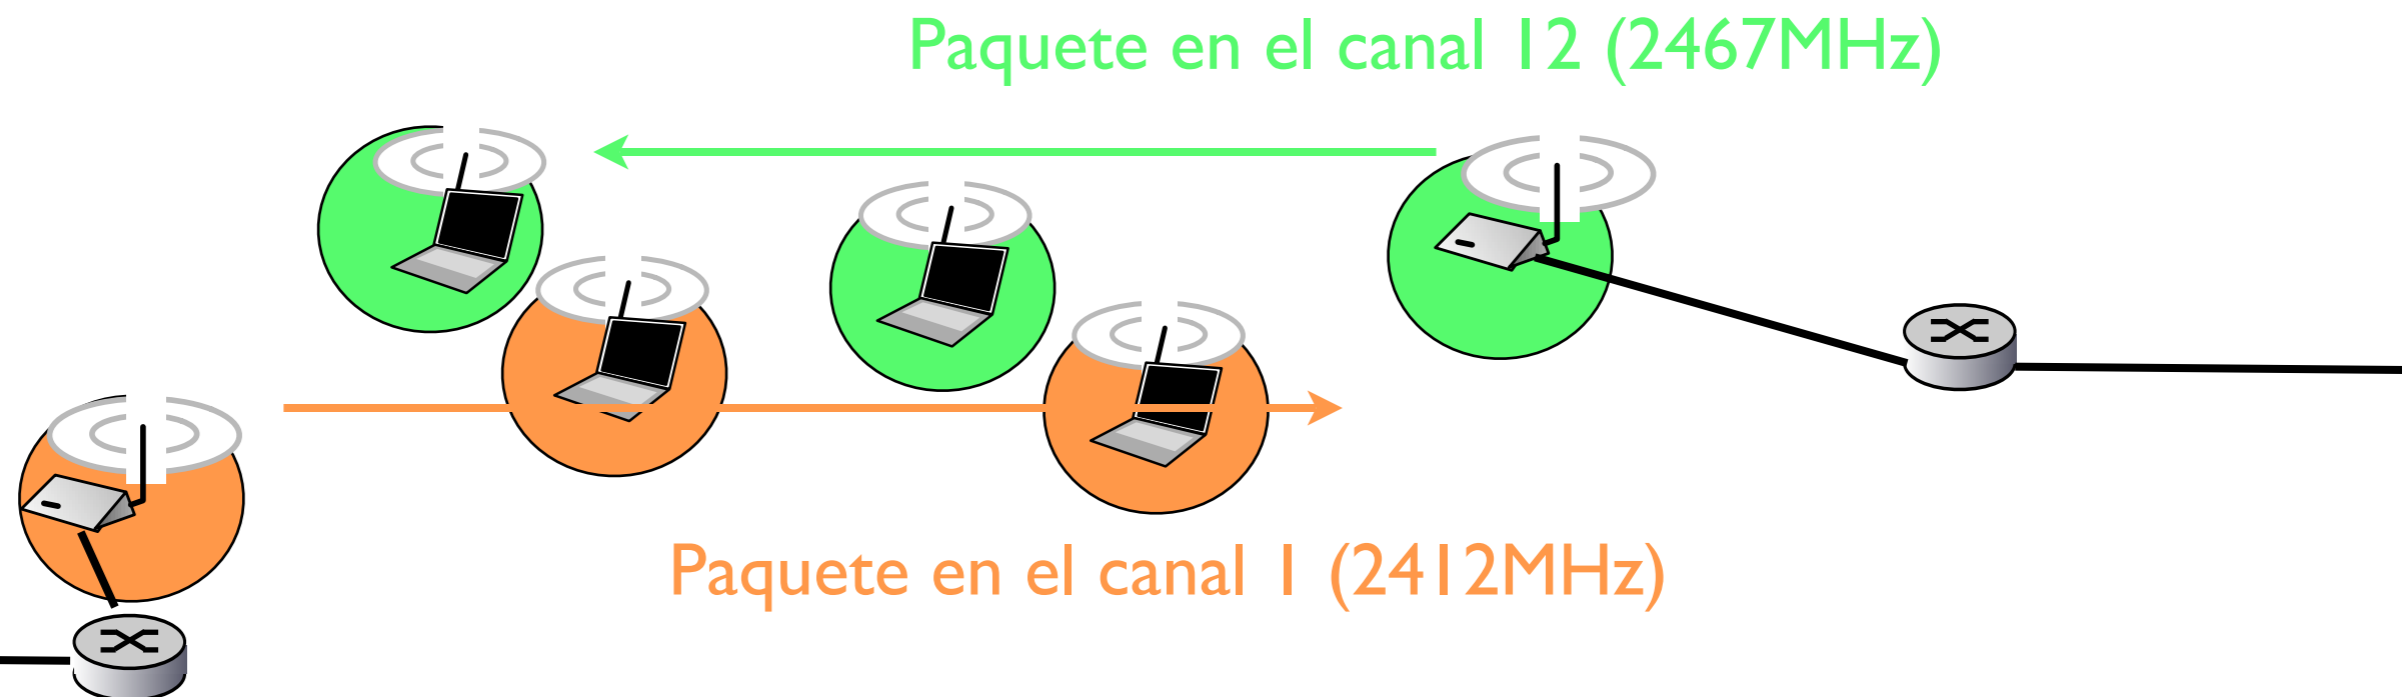 Paquete en el canal 12 (2467MHz)
Paquete en el canal 1 (2412MHz)